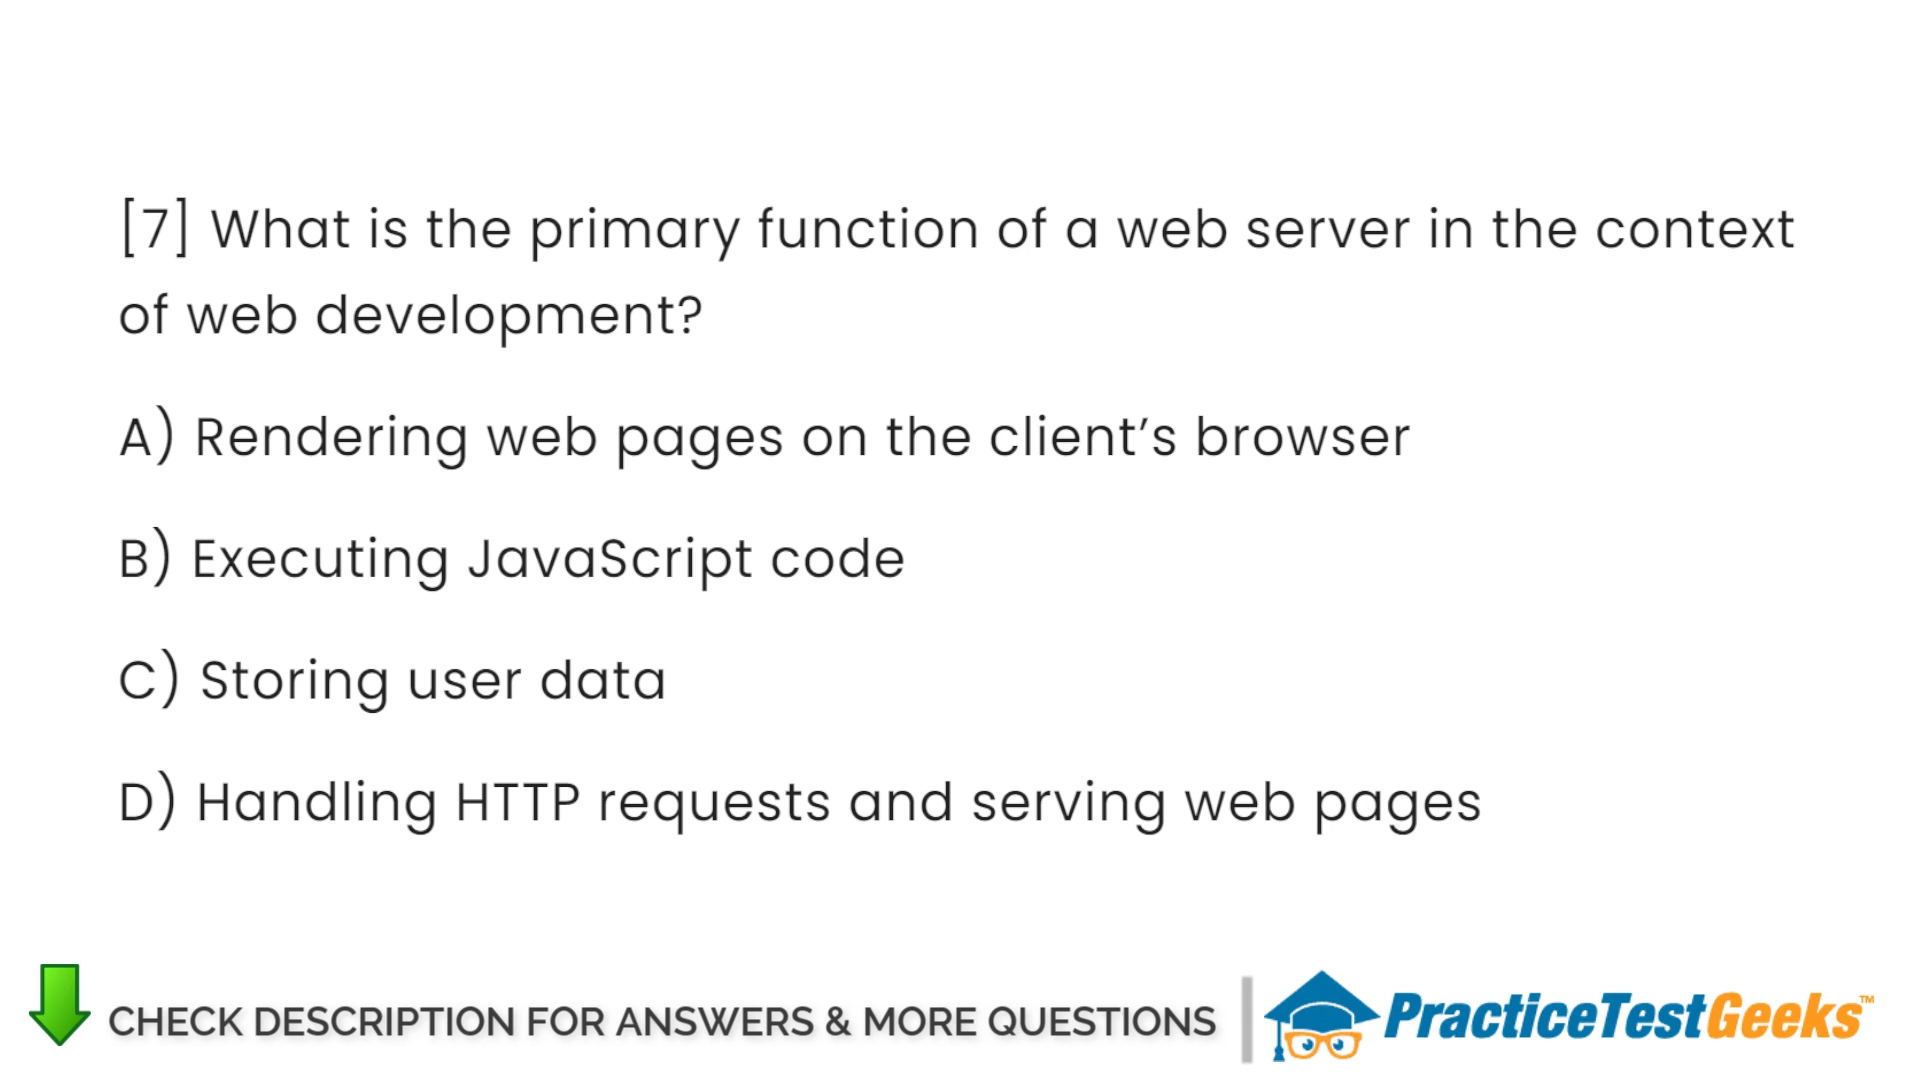 [7] What is the primary function of a web server in the context
of web development?
A) Rendering web pages on the client’s browser
B) Executing JavaScript code
C) Storing user data
D) Handling HTTP requests and serving web pages
CHECK DESCRIPTION FOR ANSWERS & MORE QUESTIONS
PracticeTestGeeks™